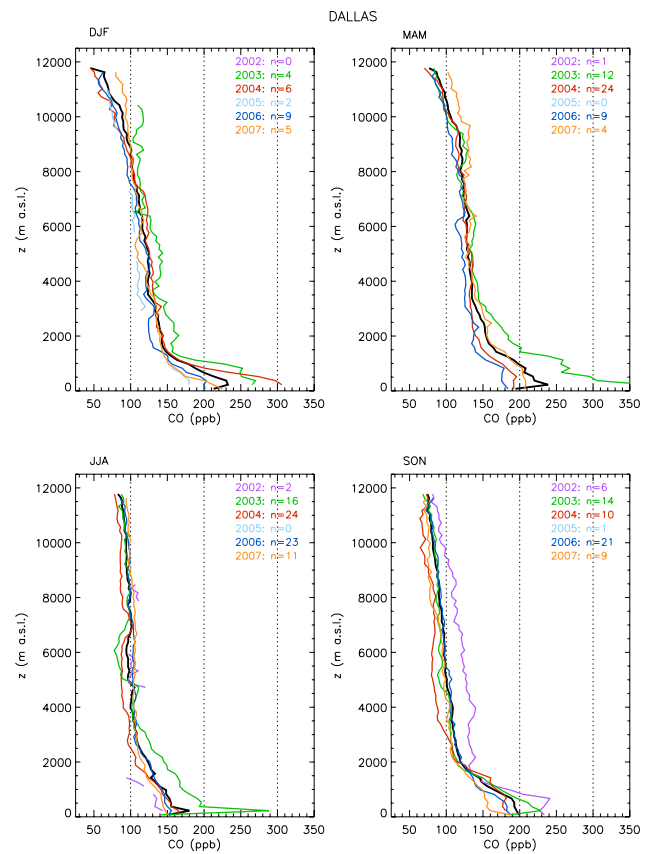 DALLAS
DJF
2002: n=0
2003: n=4
2004: n=6
2005: n=2
2006: n=9
2007: n=5
12000
10000
8000
6000
4000
2000
0
z (m a.s.l.)
50 100 150 200 250 300 350
CO (ppb)
MAM
2002: n=1
2003: n=12
2004: n=24
2005: n=0
2006: n=9
2007: n=4
12000
10000
8000
6000
4000
2000
0
z (m a.s.l.)
50 100 150 200 250 300 350
CO (ppb)
JJA
2002: n=2
2003: n=16
2004: n=24
2005: n=0
2006: n=23
2007: n=11
12000
10000
8000
6000
4000
2000
0
z (m a.s.l.)
50 100 150 200 250 300 350
CO (ppb)
SON
2002: n=6
2003: n=14
2004: n=10
2005: n=1
2006: n=21
2007: n=9
12000
10000
8000
6000
4000
2000
0
z (m a.s.l.)
50 100 150 200 250 300 350
CO (ppb)